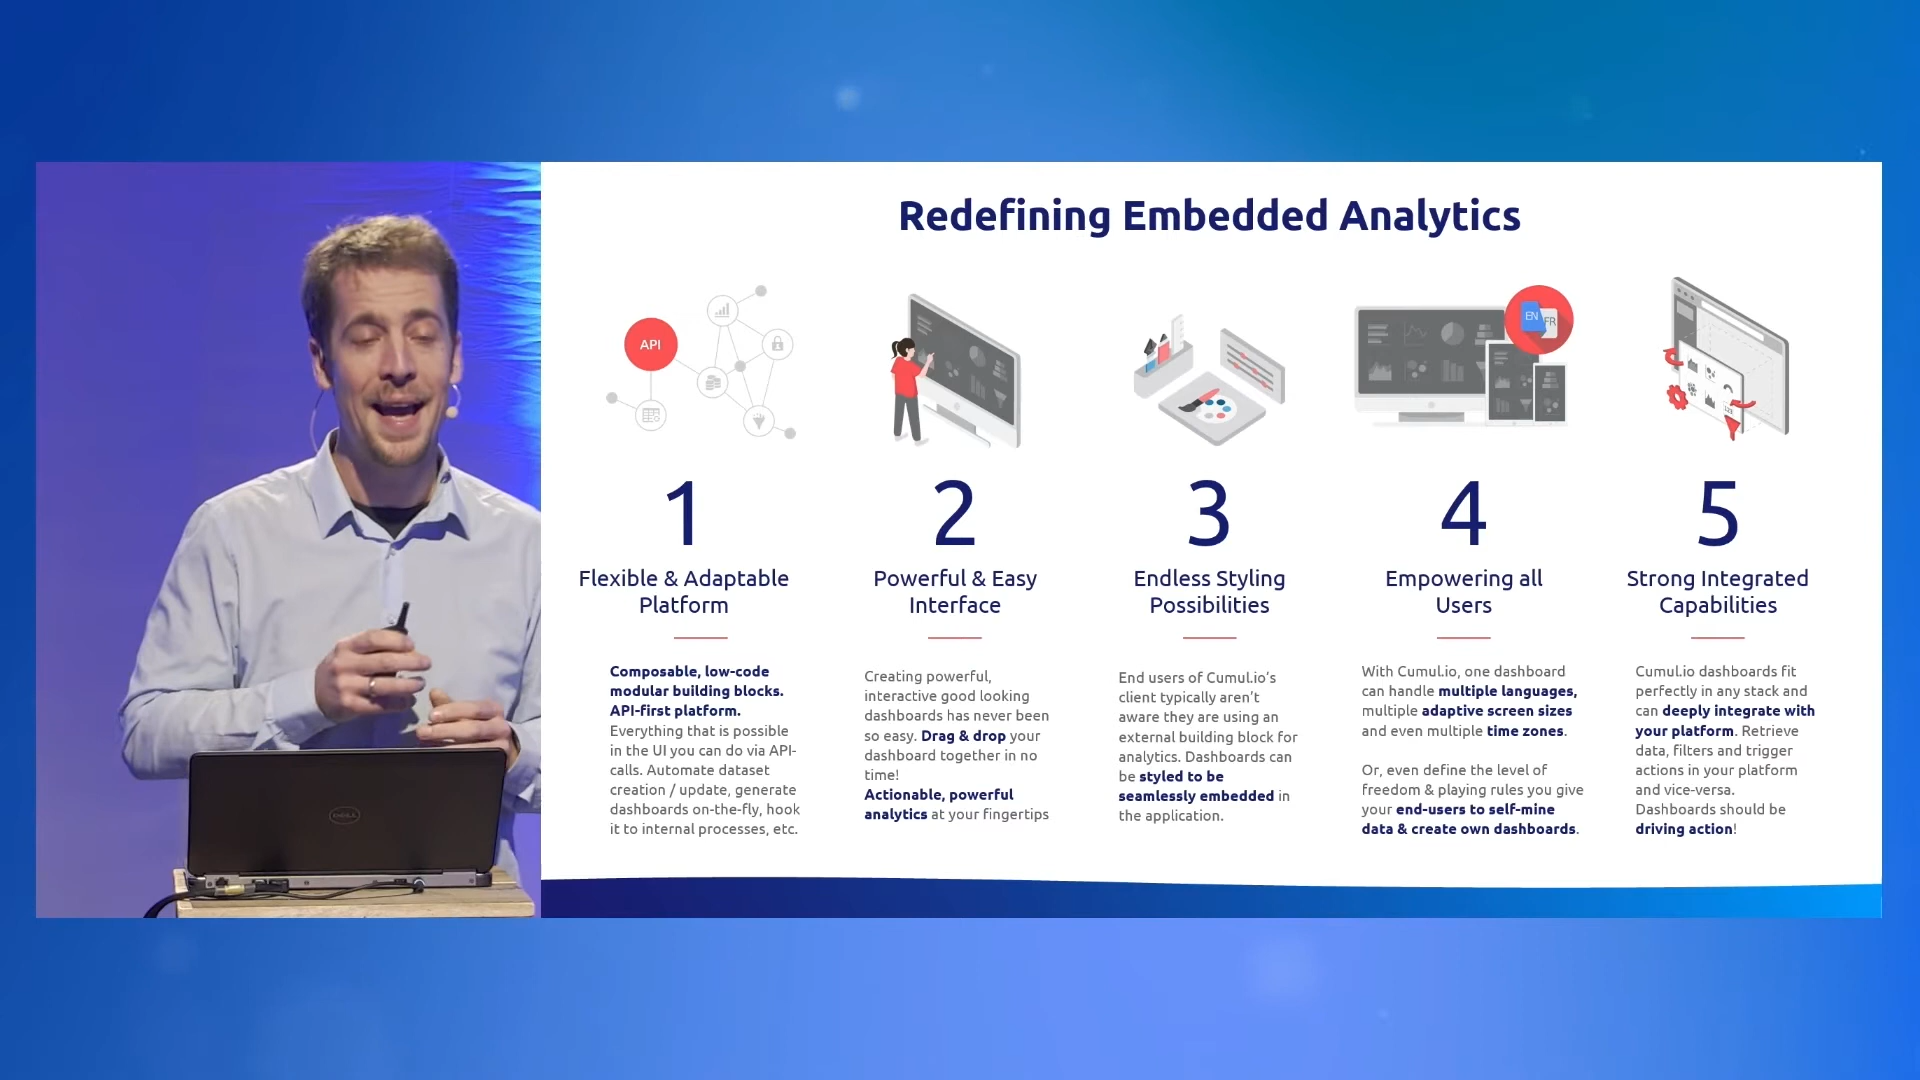 Redefining Embedded Analytics
API
EN
FR
1
Flexible & Adaptable
Platform
Composable, low-code
modular building blocks.
API-first platform.
Everything that is possible
in the UI you can do via API-
calls. Automate dataset
creation / update, generate
dashboards on-the-fly, hook
it to internal processes, etc.
2
Powerful & Easy
Interface
Creating powerful,
interactive good looking
dashboards has never been
so easy. Drag & drop your
dashboard together in no
time!
Actionable, powerful
analytics at your fingertips
3
Endless Styling
Possibilities
End users of Cumul.io's
client typically aren't
aware they are using an
external building block for
analytics. Dashboards can
be styled to be
seamlessly embedded in
the application.
4
Empowering all
Users
With Cumul.io, one dashboard
can handle multiple languages,
multiple adaptive screen sizes
and even multiple time zones.
Or, even define the level of
freedom & playing rules you give
your end-users to self-mine
data & create own dashboards.
5
Strong Integrated
Capabilities
Cumul.io dashboards fit
perfectly in any stack and
can deeply integrate with
your platform. Retrieve
data, filters and trigger
actions in your platform
and vice-versa.
Dashboards should be
driving action!
DELL